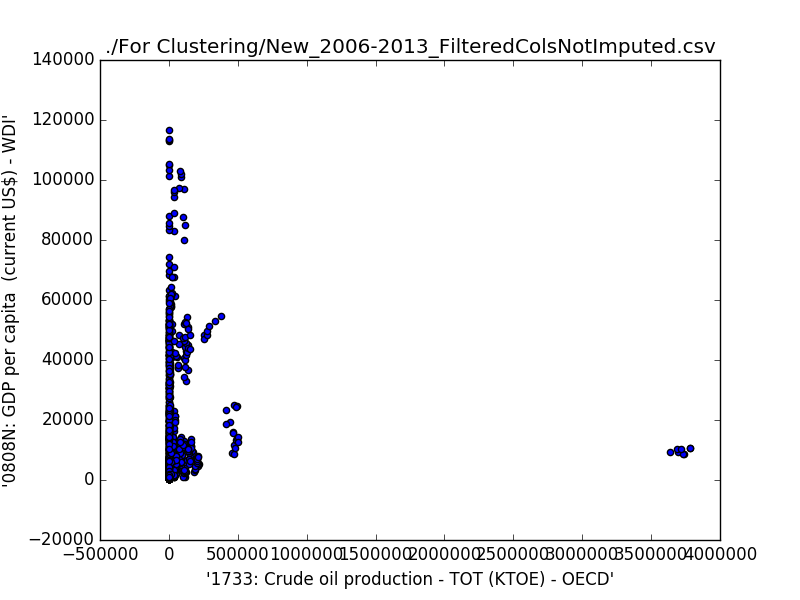 ./For Clustering/New_2006-2013_FilteredColsNotImputed.csv
140000
120000
100000
80000
60000
40000
20000
0
−20000
'0808N: GDP per capita  (current US$) - WDI'
−500000 0 500000 1000000 1500000 2000000 2500000 3000000 3500000 4000000
'1733: Crude oil production - TOT (KTOE) - OECD'